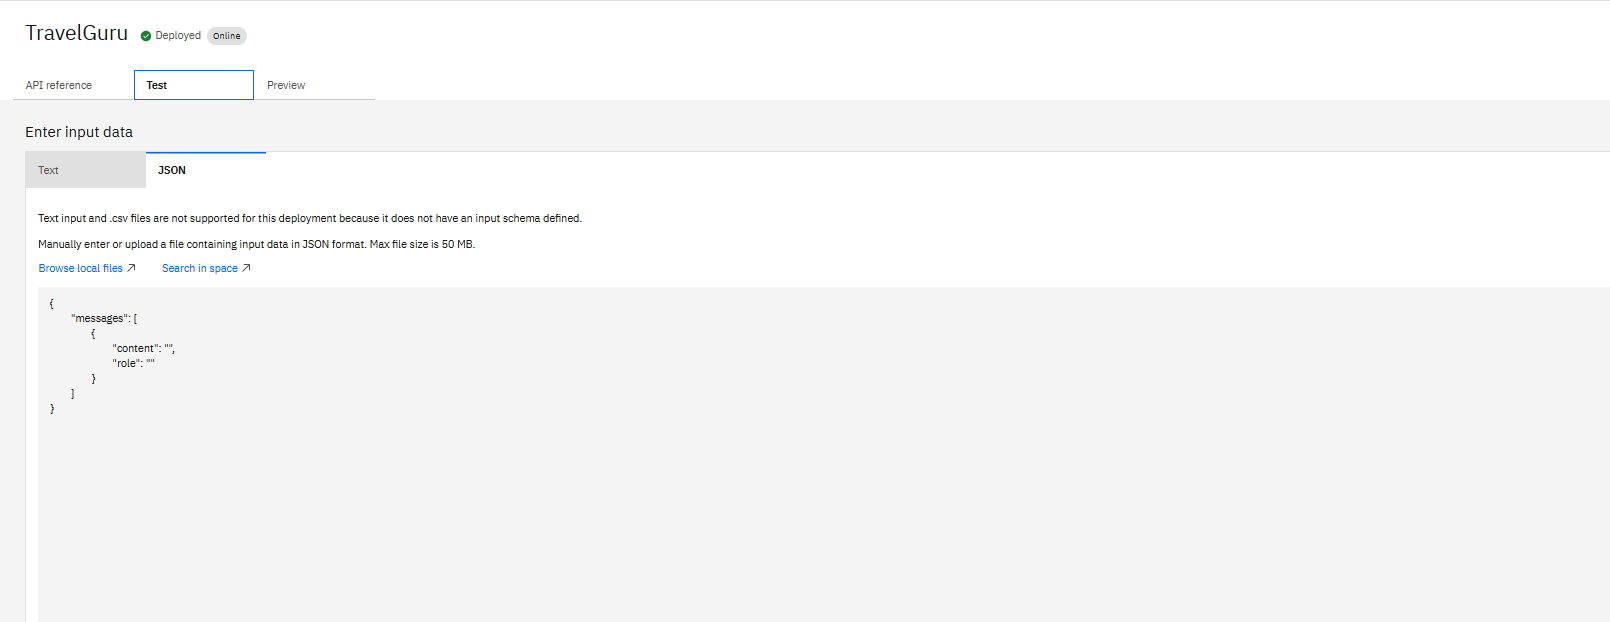 TravelGuru Deployed Online
API reference Test Preview
Enter input data
Text JSON
Text input and .csv files are not supported for this deployment because it does not have an input schema defined.
Manually enter or upload a file containing input data in JSON format. Max file size is 50 MB.
Browse local files Search in space
{
"messages": [
{
"content": "",
"role": ""
}
]
}